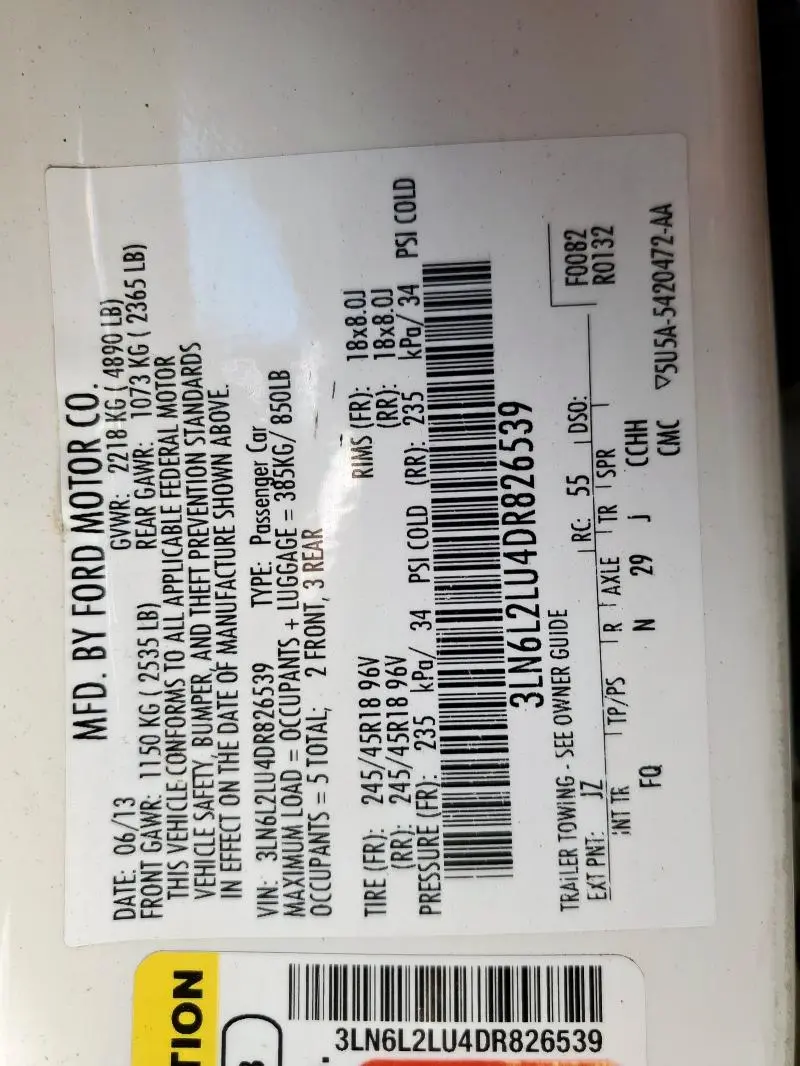 MFD. BY FORD MOTOR CO.
DATE: 06/13 GVWR: 2218 KG ( 4890 LB)
FRONT GAWR: 1150 KG ( 2535 LB) REAR GAWR: 1073 KG ( 2365 LB)
THIS VEHICLE CONFORMS TO ALL APPLICABLE FEDERAL MOTOR
VEHICLE SAFETY, BUMPER, AND THEFT PREVENTION STANDARDS
IN EFFECT ON THE DATE OF MANUFACTURE SHOWN ABOVE.
VIN: 3LN6L2LU4DR826539 TYPE: Passenger Car
MAXIMUM LOAD = OCCUPANTS + LUGGAGE = 385KG/ 850LB
OCCUPANTS = 5 TOTAL; 2 FRONT, 3 REAR
TIRE (FR): 245/45R18 96V RIMS (FR): 18x8.0J
(RR): 245/45R18 96V (RR): 18x8.0J
PRESSURE (FR): 235 kPa/ 34 PSI COLD (RR): 235 kPa/ 34 PSI COLD
3LN6L2LU4DR826539
TRAILER TOWING - SEE OWNER GUIDE F0082
EXT PNT: JZ RC: 55 DSO: R0132
INT TR TP/PS R AXLE TR SPR
FQ N 29 J CCHH
CMC ▽5U5A-5420472-AA
TION
3LN6L2LU4DR826539